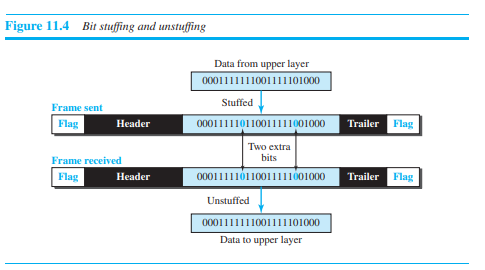 Figure 11.4 Bit stuffing and unstuffing
Data from upper layer
0001111111001111101000
Stuffed
Frame sent
Flag Header 000111110110011111001000 Trailer Flag
Two extra
bits
Frame received
Flag Header 000111110110011111001000 Trailer Flag
Unstuffed
0001111111001111101000
Data to upper layer